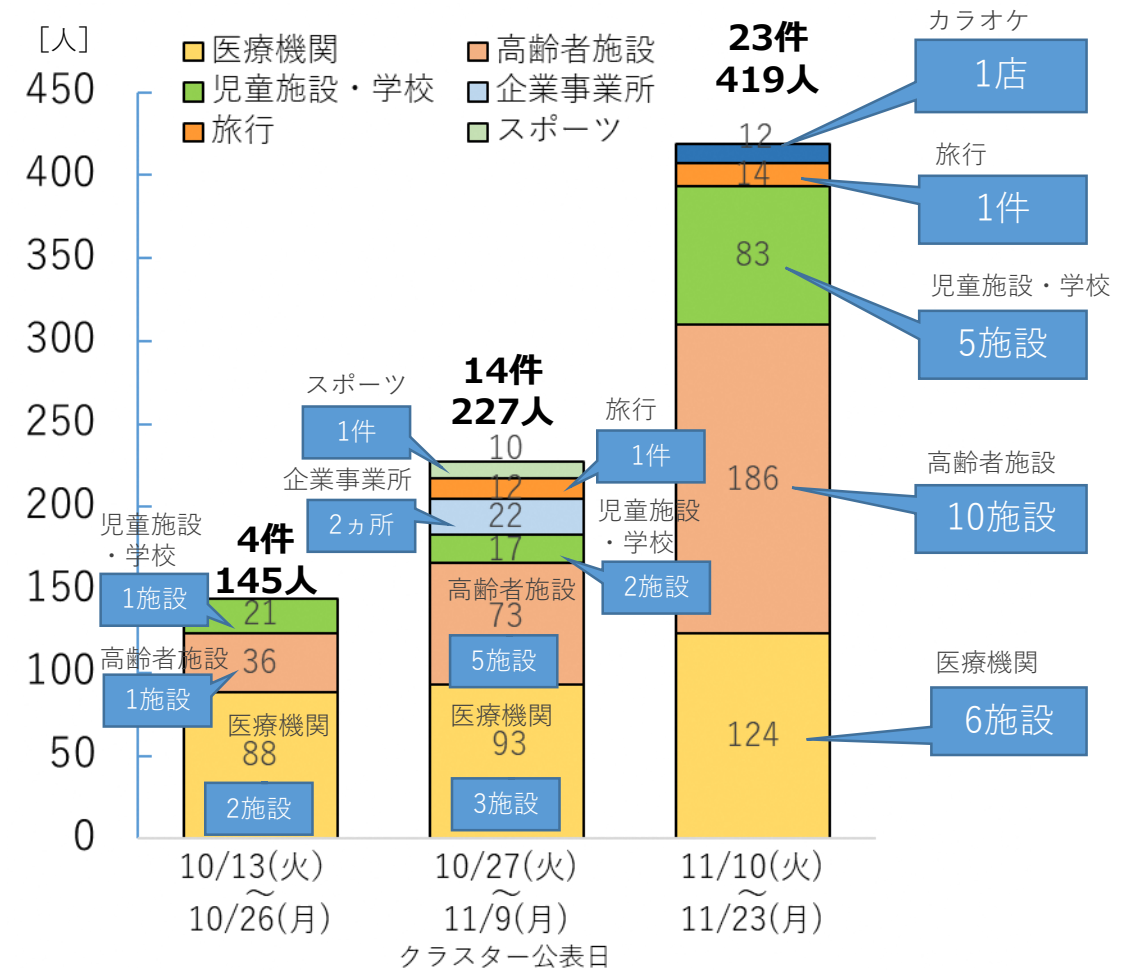 [人]
医療機関
高齢者施設
児童施設・学校
企業事業所
旅行
スポーツ
450
400
350
300
250
200
150
100
50
0
4件
145人
児童施設
・学校
1施設
21
高齢者施設
1施設
36
医療機関
88
2施設
14件
227人
スポーツ
1件
10
旅行
1件
12
企業事業所
2ヵ所
22
児童施設
・学校
2施設
17
高齢者施設
73
5施設
医療機関
93
3施設
23件
419人
カラオケ
1店
12
旅行
1件
14
児童施設・学校
5施設
83
高齢者施設
10施設
186
医療機関
6施設
124
10/13(火)
～
10/26(月)
10/27(火)
～
11/9(月)
11/10(火)
～
11/23(月)
クラスター公表日